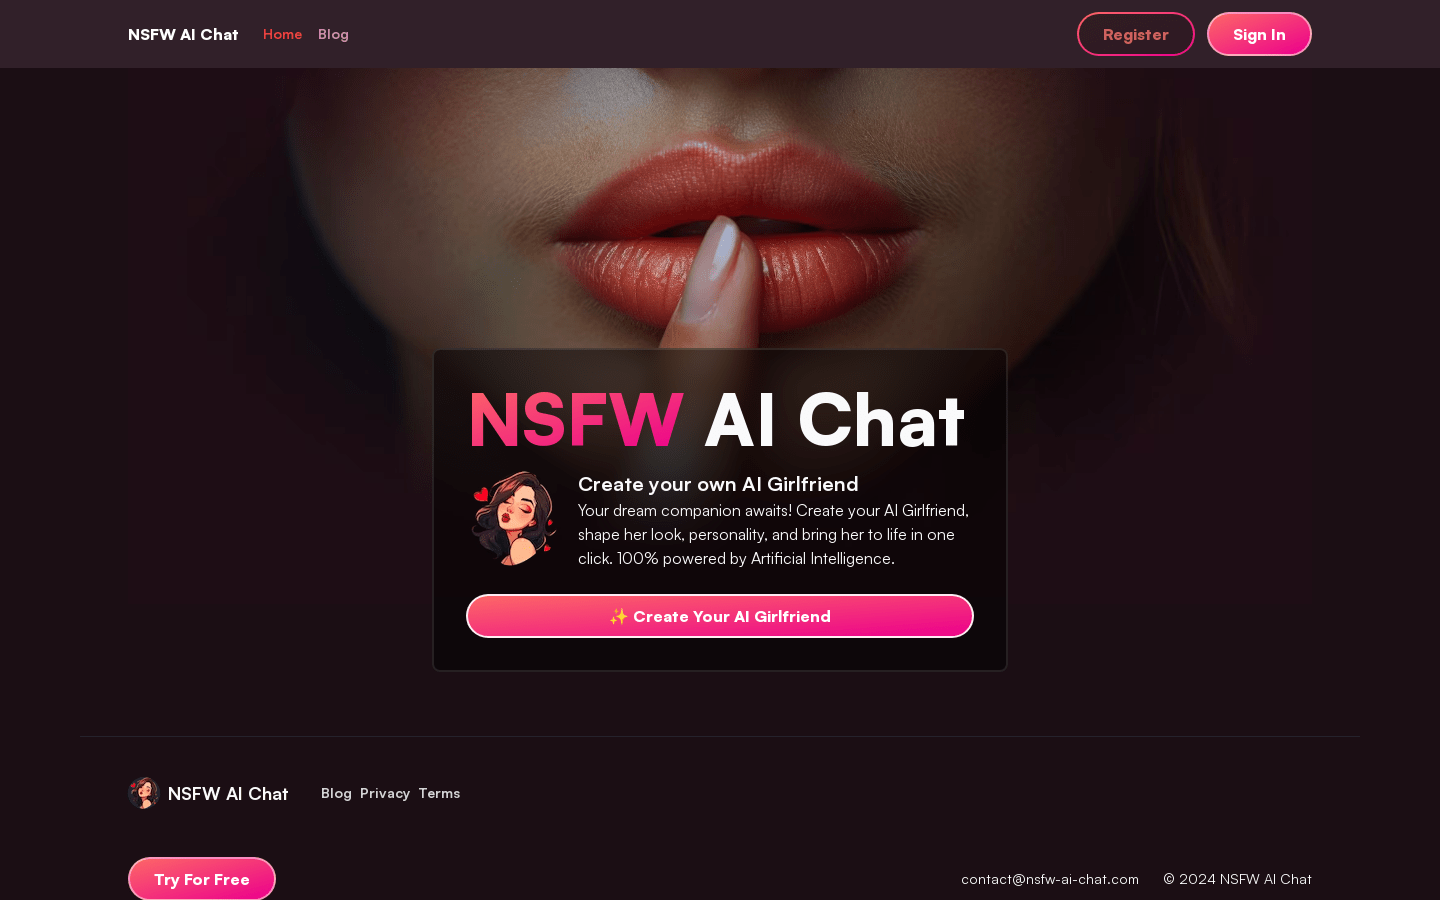 NSFW AI Chat
Home
Blog
Register
Sign In
NSFW AI Chat
Create your own AI Girlfriend
Your dream companion awaits! Create your AI Girlfriend,
shape her look, personality, and bring her to life in one
click. 100% powered by Artificial Intelligence.
✨ Create Your AI Girlfriend
NSFW AI Chat
Blog
Privacy
Terms
Try For Free
contact@nsfw-ai-chat.com
© 2024 NSFW AI Chat